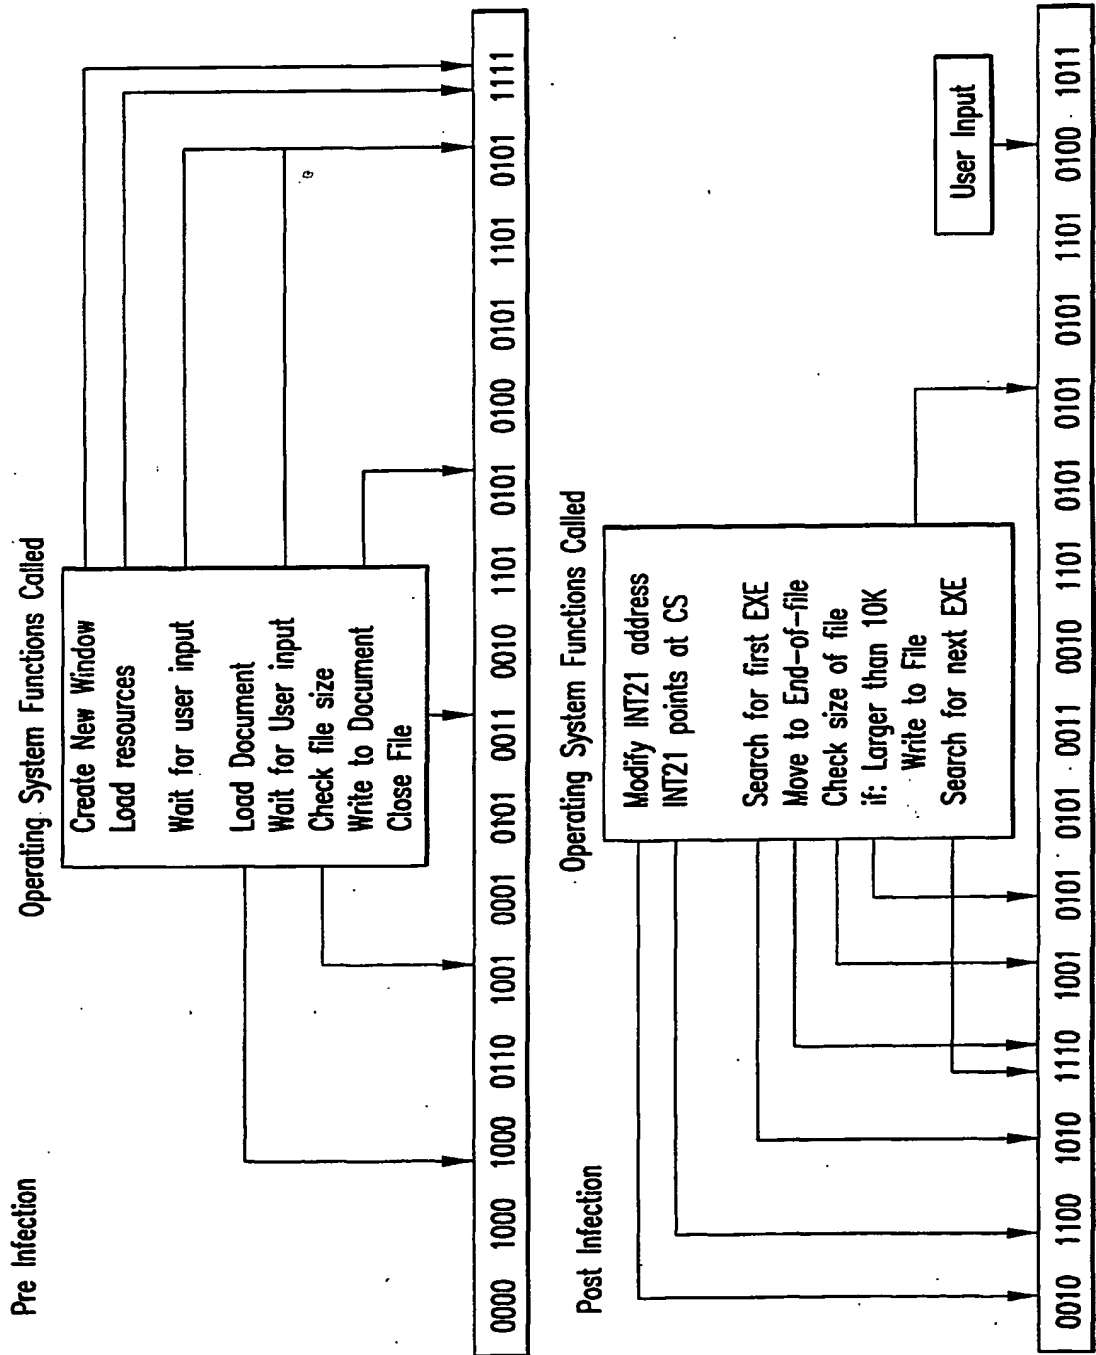 Pre Infection
Operating System Functions Called
Create New Window
Load resources
Wait for user input
Load Document
Wait for User input
Check file size
Write to Document
Close File
0000 1000 1000 0110 1001 0001 0101 0011 0010 1101 0101 0100 0101 1101 0101 1111
Post Infection
Operating System Functions Called
Modify INT21 address
INT21 points at CS
Search for first EXE
Move to End-of-file
Check size of file
if: Larger than 10K
Write to File
Search for next EXE
User Input
0010 1100 1010 1110 1001 0101 0101 0011 0010 1101 0101 0101 0101 1101 0100 1011